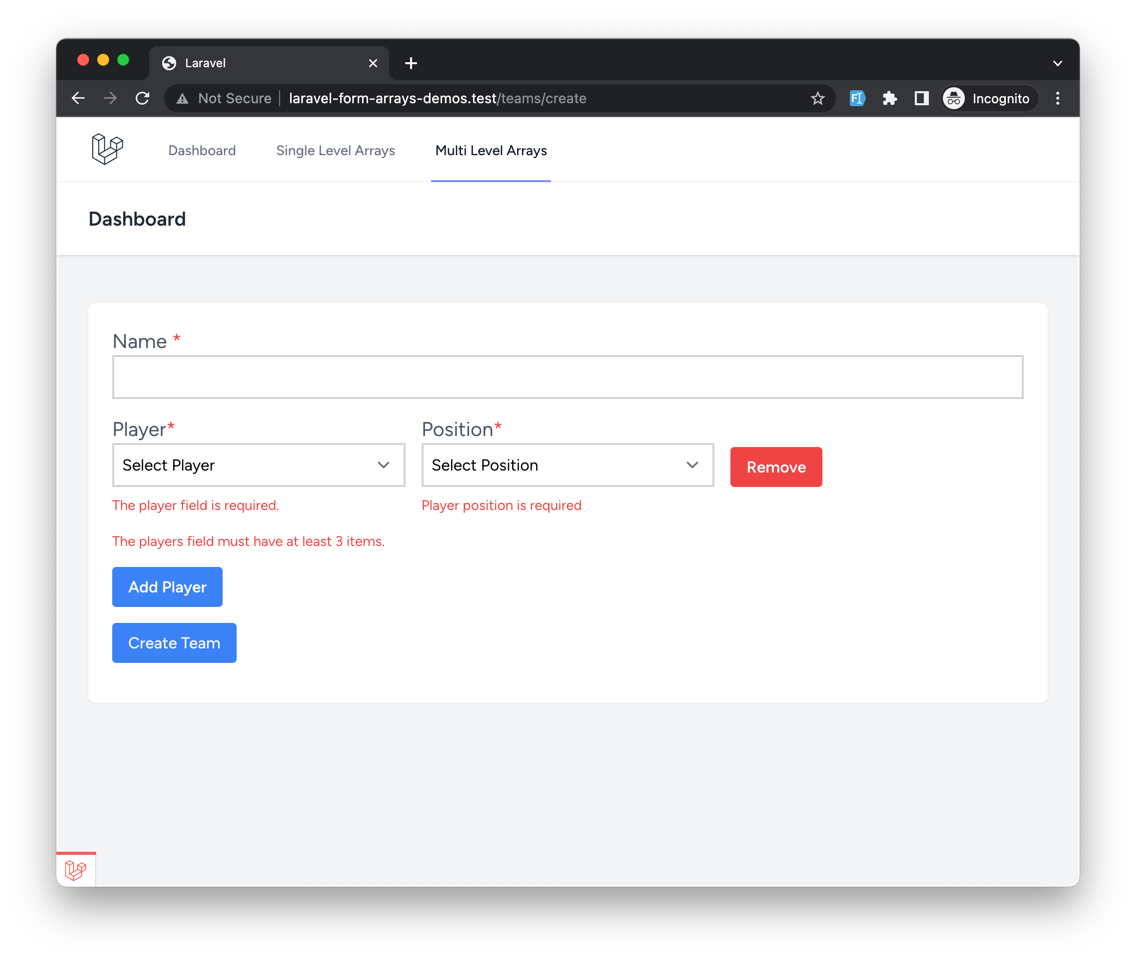 Laravel
Not Secure laravel-form-arrays-demos.test/teams/create Incognito
Dashboard Single Level Arrays Multi Level Arrays
Dashboard
Name *
Player* Position*
Select Player Select Position Remove
The player field is required. Player position is required
The players field must have at least 3 items.
Add Player
Create Team